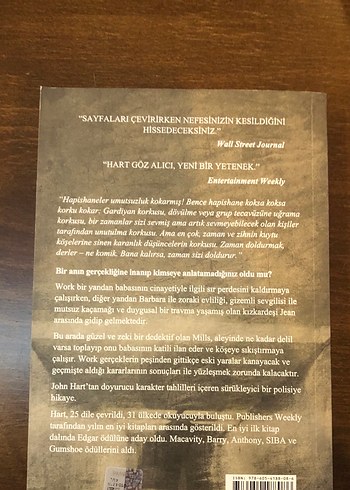 "SAYFALARI ÇEVİRİRKEN NEFESİNİZİN KESİLDİĞİNİ
HİSSEDECEKSİNİZ."
Wall Street Journal
"HART GÖZ ALICI, YENİ BİR YETENEK."
Entertainment Weekly
"Hapishaneler umutsuzluk kokarmış! Bence hapishane koksa koksa
korku kokar. Gardiyan korkusu, dövülme veya grup tecavüzüne uğrama
korkusu, bir zamanlar sizi sevmiş ama artık sevmeyebilecek olan kişiler
tarafından unutulma korkutu. Ama en çok, zaman ve zihnin kuytu
köşelerine sinen karanlık düşüncelerin korkusu. Zaman doldurmak,
derler – ne komik. Bana kalırsa, zaman sizi doldurur."
Bir anın gerçekliğine inanıp kimseye anlatamadığınız oldu mu?
Work bir yandan babasının cinayetiyle ilgili sır perdesini kaldırmaya
çalışırken, diğer yandan Barbara ile zoraki evliliği, gizemli sevgilisi ile
mutsuz kaçamağı ve duygusal bir travma yaşamış olan kızkardeşi Jean
arasında gidip gelmektedir.
Bu arada güzel ve zeki bir dedektif olan Mills, aleyinde ne kadar delil
varsa toplayıp onu babasının katili ilan eder ve köşeye sıkıştırmaya
çalışır. Work gerçeklerin peşinden gittikçe eski yaralar kanayacak ve
geçmişte aldığı kararlarının sonuçları ile yüzleşmek zorunda kalacaktır.
John Hart'tan doyurucu karakter tahlilleri içeren sürükleyici bir polisiye
hikaye.
Hart, 25 dile çevrildi, 31 ülkede okuyucuyla buluştu. Publishers Weekly
tarafından yılın en iyi kitapları arasında gösterildi. En iyi ilk kitap
dalında Edgar ödülüne aday oldu. Macavity, Barry, Anthony, SIBA ve
Gumshoe ödüllerini aldı.
ISBN: 978-605-4188-08-6